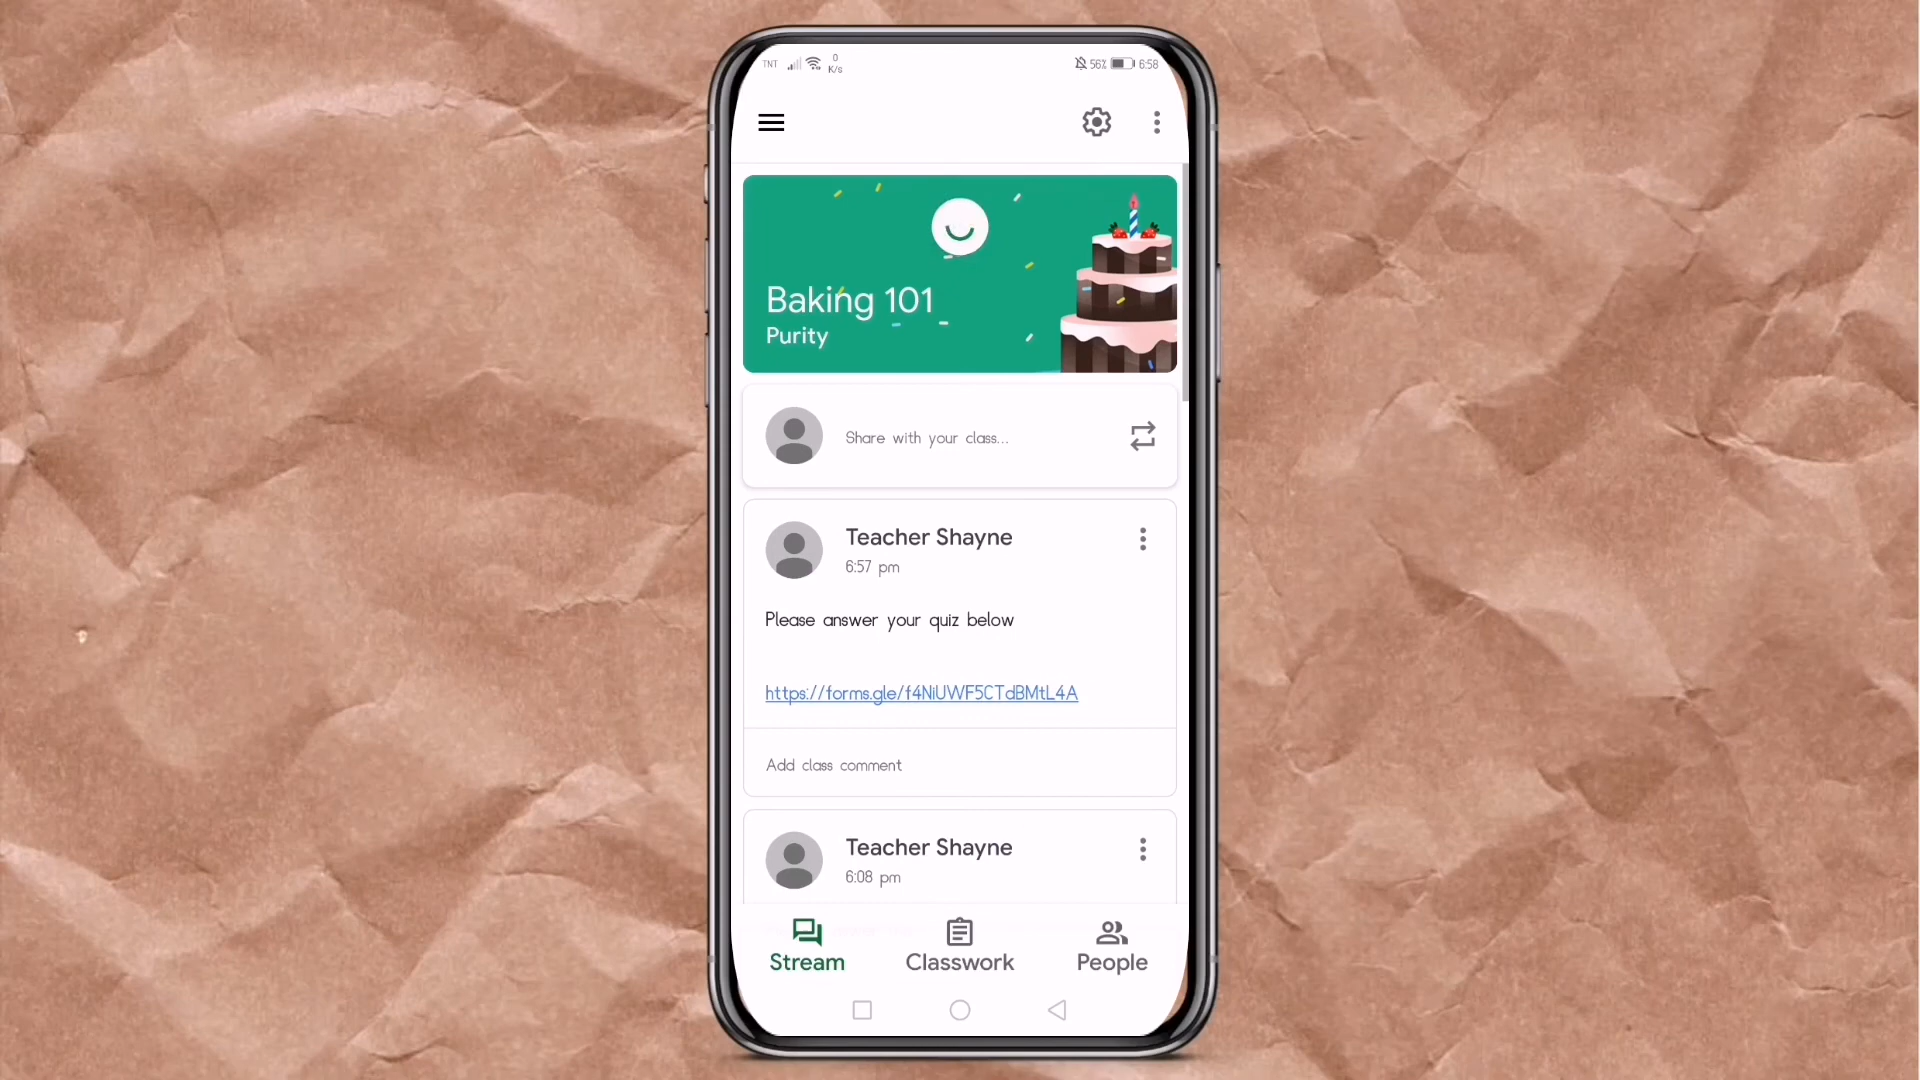 TNT 0 K/s 56% 6:58
Baking 101
Purity
Share with your class...
Teacher Shayne
6:57 pm
Please answer your quiz below
https://forms.gle/f4NiUWF5CTdBMtL4A
Add class comment
Teacher Shayne
6:08 pm
Stream Classwork People